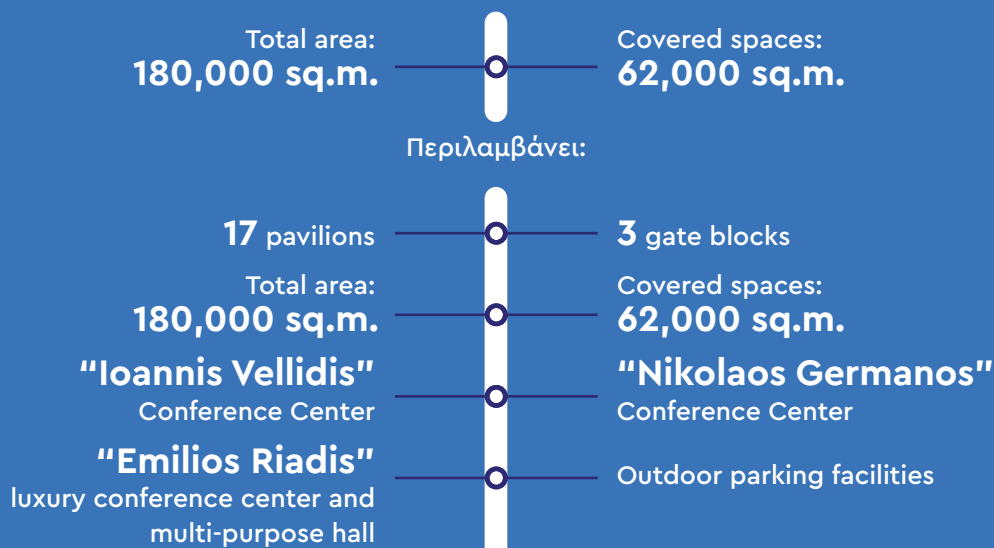 Total area:
180,000 sq.m.
Covered spaces:
62,000 sq.m.
Περιλαμβάνει:
17 pavilions
3 gate blocks
Total area:
180,000 sq.m.
Covered spaces:
62,000 sq.m.
“Ioannis Vellidis”
Conference Center
“Nikolaos Germanos”
Conference Center
“Emilios Riadis”
luxury conference center and
multi-purpose hall
Outdoor parking facilities